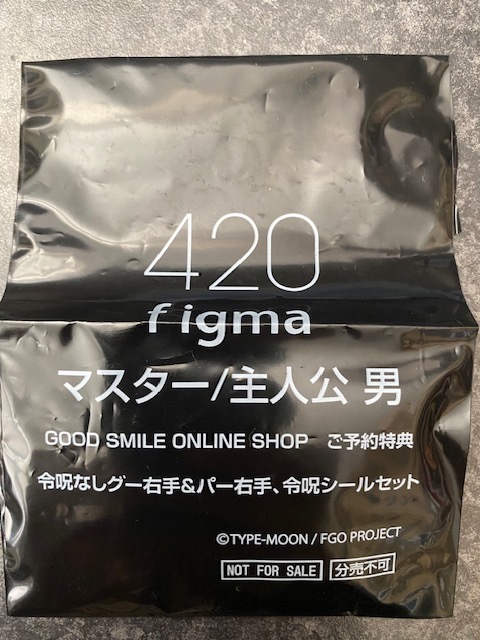 420
figma
マスター/主人公 男
GOOD SMILE ONLINE SHOP ご予約特典
令呪なしグー右手&パー右手、令呪シールセット
©TYPE-MOON / FGO PROJECT
NOT FOR SALE 分売不可